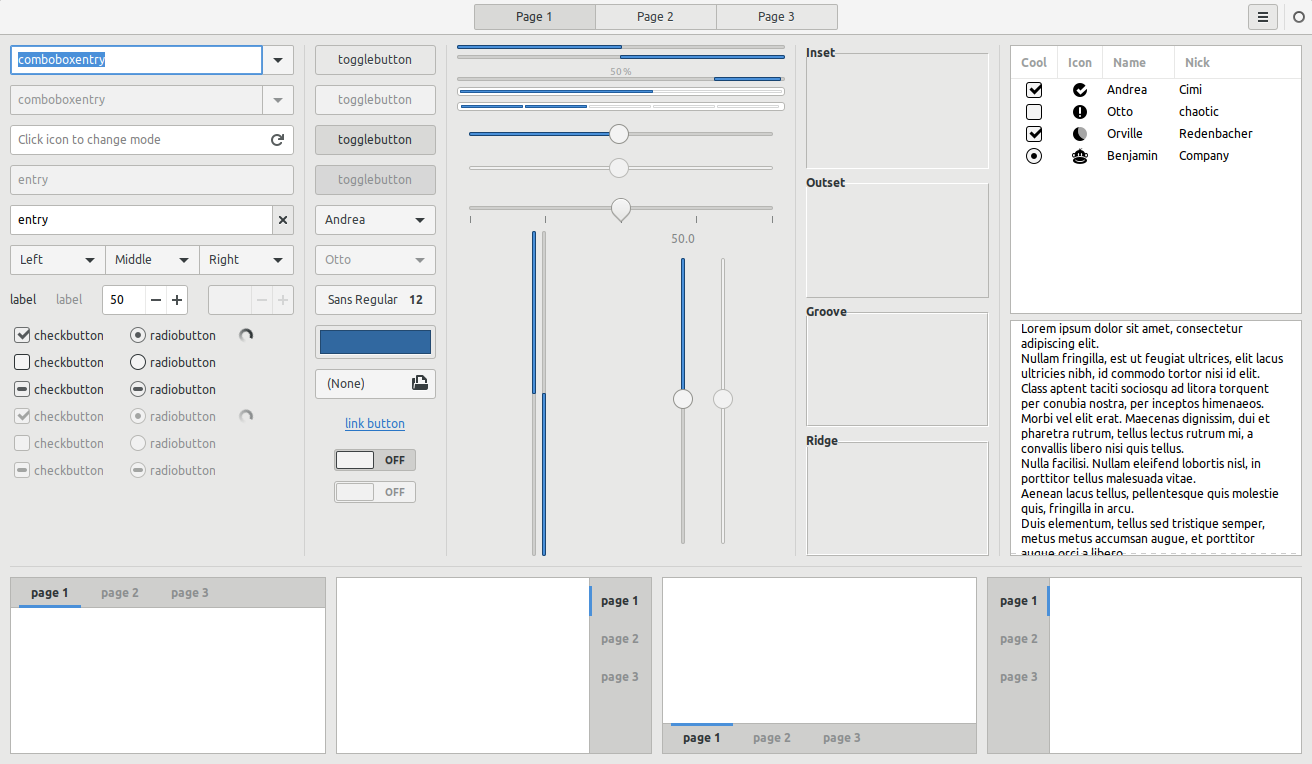 Page 1
Page 2
Page 3
comboboxentry
comboboxentry
Click icon to change mode
entry
entry
Left
Middle
Right
label
label
50
checkbutton
radiobutton
checkbutton
radiobutton
checkbutton
radiobutton
checkbutton
radiobutton
checkbutton
radiobutton
checkbutton
radiobutton
togglebutton
togglebutton
togglebutton
togglebutton
Andrea
Otto
Sans Regular 12
(None)
link button
OFF
OFF
50 %
50.0
Inset
Outset
Groove
Ridge
Cool Icon Name Nick
Andrea Cimi
Otto chaotic
Orville Redenbacher
Benjamin Company
Lorem ipsum dolor sit amet, consectetur
adipiscing elit.
Nullam fringilla, est ut feugiat ultrices, elit lacus
ultricies nibh, id commodo tortor nisi id elit.
Class aptent taciti sociosqu ad litora torquent
per conubia nostra, per inceptos himenaeos.
Morbi vel elit erat. Maecenas dignissim, dui et
pharetra rutrum, tellus lectus rutrum mi, a
convallis libero nisi quis tellus.
Nulla facilisi. Nullam eleifend lobortis nisl, in
porttitor tellus malesuada vitae.
Aenean lacus tellus, pellentesque quis molestie
quis, fringilla in arcu.
Duis elementum, tellus sed tristique semper,
metus metus accumsan augue, et porttitor
augue orci a libero.
page 1
page 2
page 3
page 1
page 2
page 3
page 1
page 2
page 3
page 1
page 2
page 3